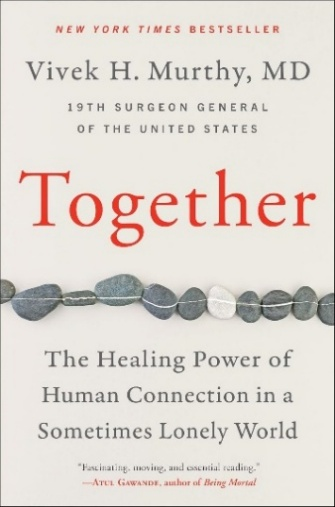 NEW YORK TIMES BESTSELLER
Vivek H. Murthy, MD
19TH SURGEON GENERAL
OF THE UNITED STATES
Together
The Healing Power of
Human Connection in a
Sometimes Lonely World
"Fascinating, moving, and essential reading."
—ATUL GAWANDE, author of Being Mortal